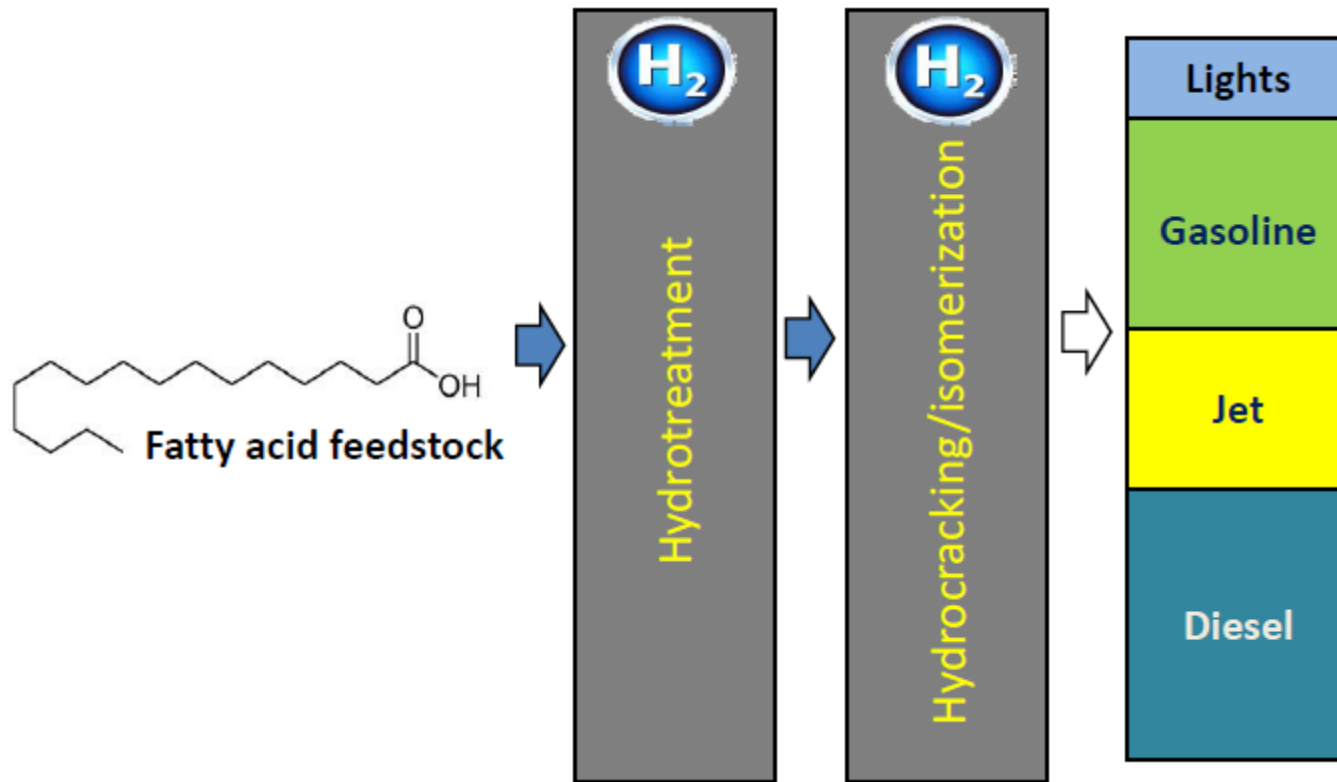 O
OH
Fatty acid feedstock
H2
Hydrotreatment
H2
Hydrocracking/isomerization
Lights
Gasoline
Jet
Diesel